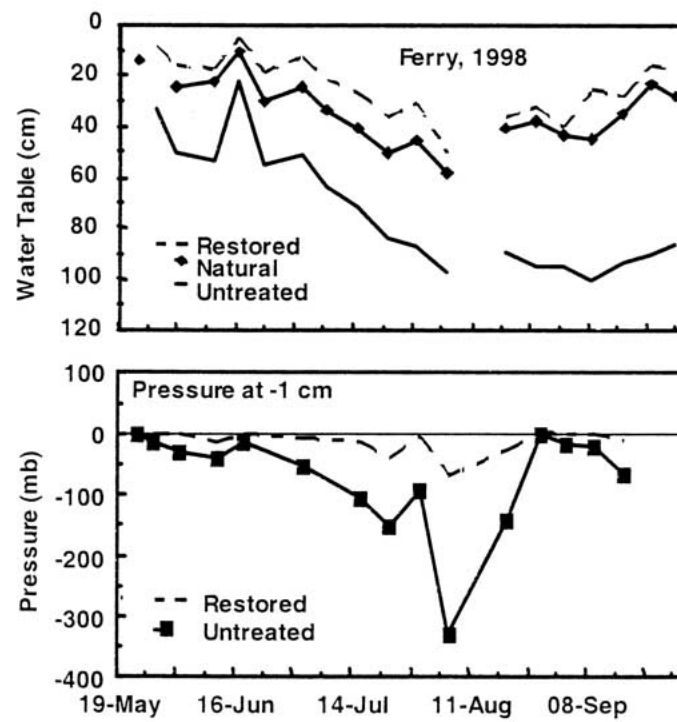 0
20
40
60
80
100
120
Water Table (cm)
Ferry, 1998
Restored
Natural
Untreated
100
0
-100
-200
-300
-400
Pressure (mb)
Pressure at -1 cm
Restored
Untreated
19-May 16-Jun 14-Jul 11-Aug 08-Sep